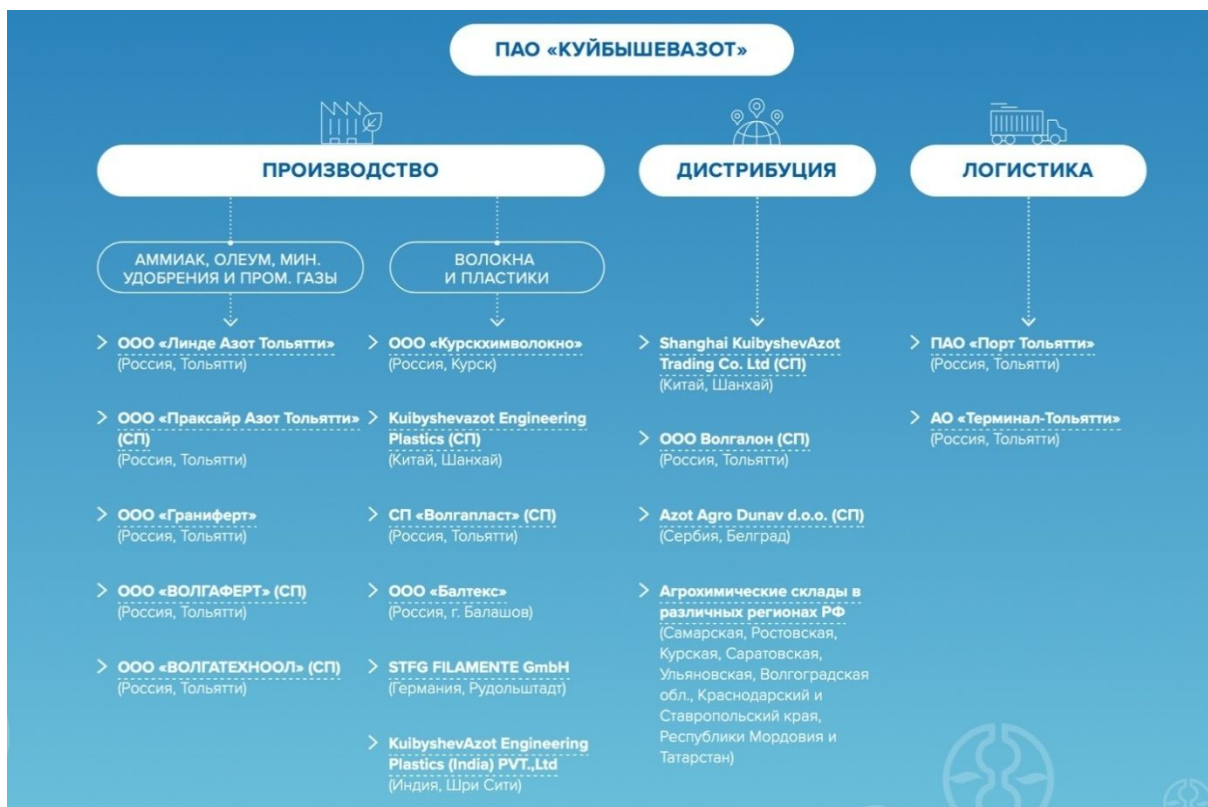 ПАО «КУЙБЫШЕВАЗОТ»
ПРОИЗВОДСТВО
АММИАК, ОЛЕУМ, МИН.
УДОБРЕНИЯ И ПРОМ. ГАЗЫ
ООО «Линде Азот Тольятти»
(Россия, Тольятти)
ООО «Праксайр Азот Тольятти»
(СП)
(Россия, Тольятти)
ООО «Граниферт»
(Россия, Тольятти)
ООО «ВОЛГАФЕРТ» (СП)
(Россия, Тольятти)
ООО «ВОЛГАТЕХНООЛ» (СП)
(Россия, Тольятти)
ВОЛОКНА
И ПЛАСТИКИ
ООО «Курскхимволокно»
(Россия, Курск)
Kuibyshevazot Engineering
Plastics (СП)
(Китай, Шанхай)
СП «Волгапласт» (СП)
(Россия, Тольятти)
ООО «Балтекс»
(Россия, г. Балашов)
STFG FILAMENTE GmbH
(Германия, Рудольштадт)
KuibyshevAzot Engineering
Plastics (India) PVT.,Ltd
(Индия, Шри Сити)
ДИСТРИБУЦИЯ
Shanghai KuibyshevAzot
Trading Co. Ltd (СП)
(Китай, Шанхай)
ООО Волгалон (СП)
(Россия, Тольятти)
Azot Agro Dunav d.o.o. (СП)
(Сербия, Белград)
Агрохимические склады в
различных регионах РФ
(Самарская, Ростовская,
Курская, Саратовская,
Ульяновская, Волгоградская
обл., Краснодарский и
Ставропольский края,
Республики Мордовия и
Татарстан)
ЛОГИСТИКА
ПАО «Порт Тольятти»
(Россия, Тольятти)
АО «Терминал-Тольятти»
(Россия, Тольятти)